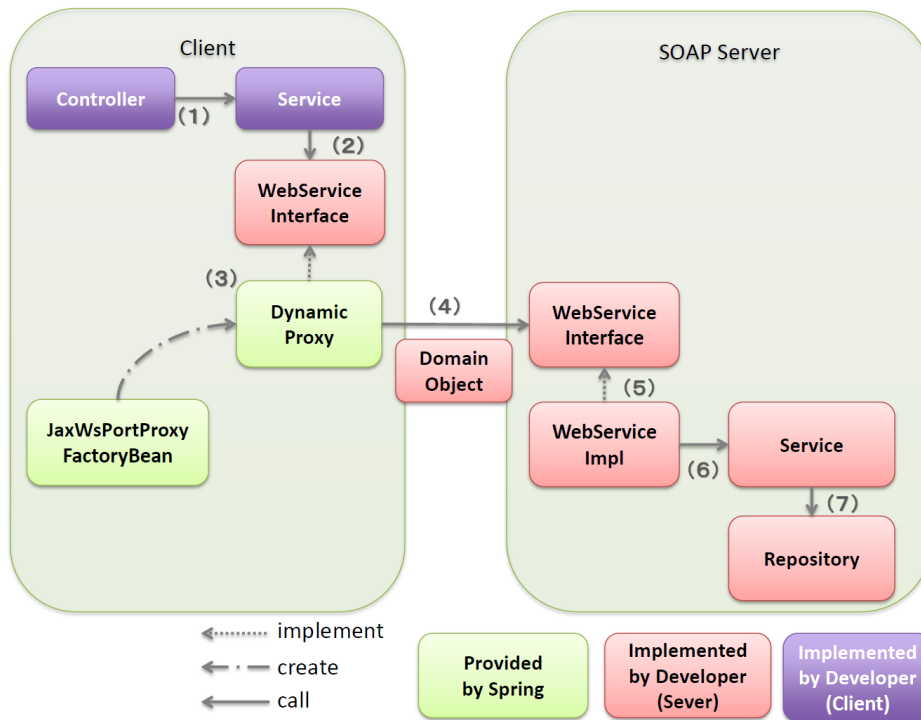 Client
SOAP Server
Controller
(1)
Service
(2)
WebService
Interface
(3)
Dynamic
Proxy
(4)
WebService
Interface
Domain
Object
(5)
JaxWsPortProxy
FactoryBean
WebService
Impl
(6)
Service
(7)
Repository
implement
create
call
Provided
by Spring
Implemented
by Developer
(Sever)
Implemented
by Developer
(Client)